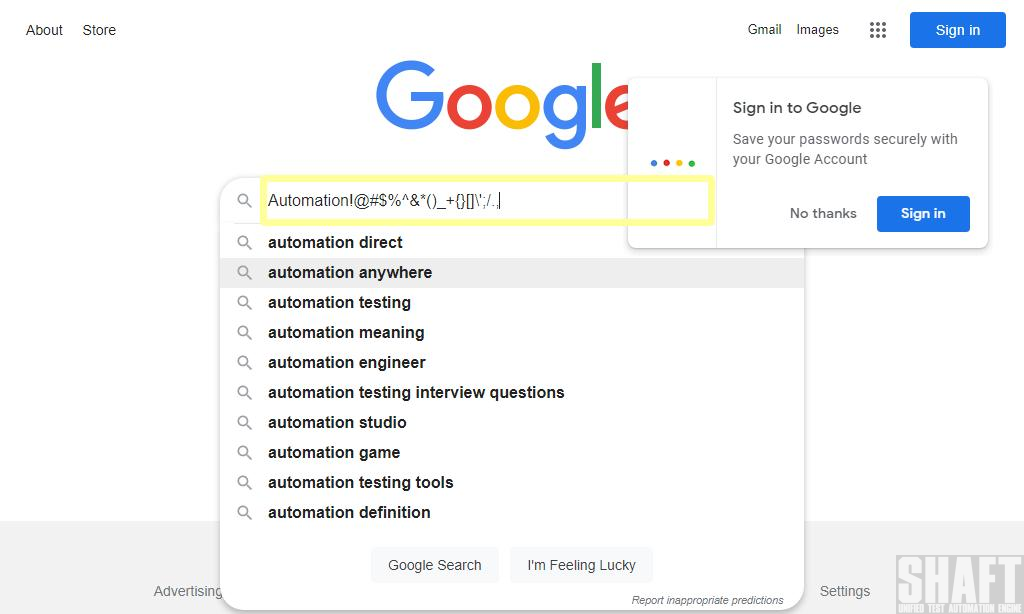 About Store Gmail Images Sign in
Google
Sign in to Google
Save your passwords securely with
your Google Account
No thanks Sign in
Automation!@#$%^&*()_+{}[]\';/.,
automation direct
automation anywhere
automation testing
automation meaning
automation engineer
automation testing interview questions
automation studio
automation game
automation testing tools
automation definition
Google Search I'm Feeling Lucky
Advertising Settings
Report inappropriate predictions
SHAFT
UNIFIED TEST AUTOMATION ENGINE